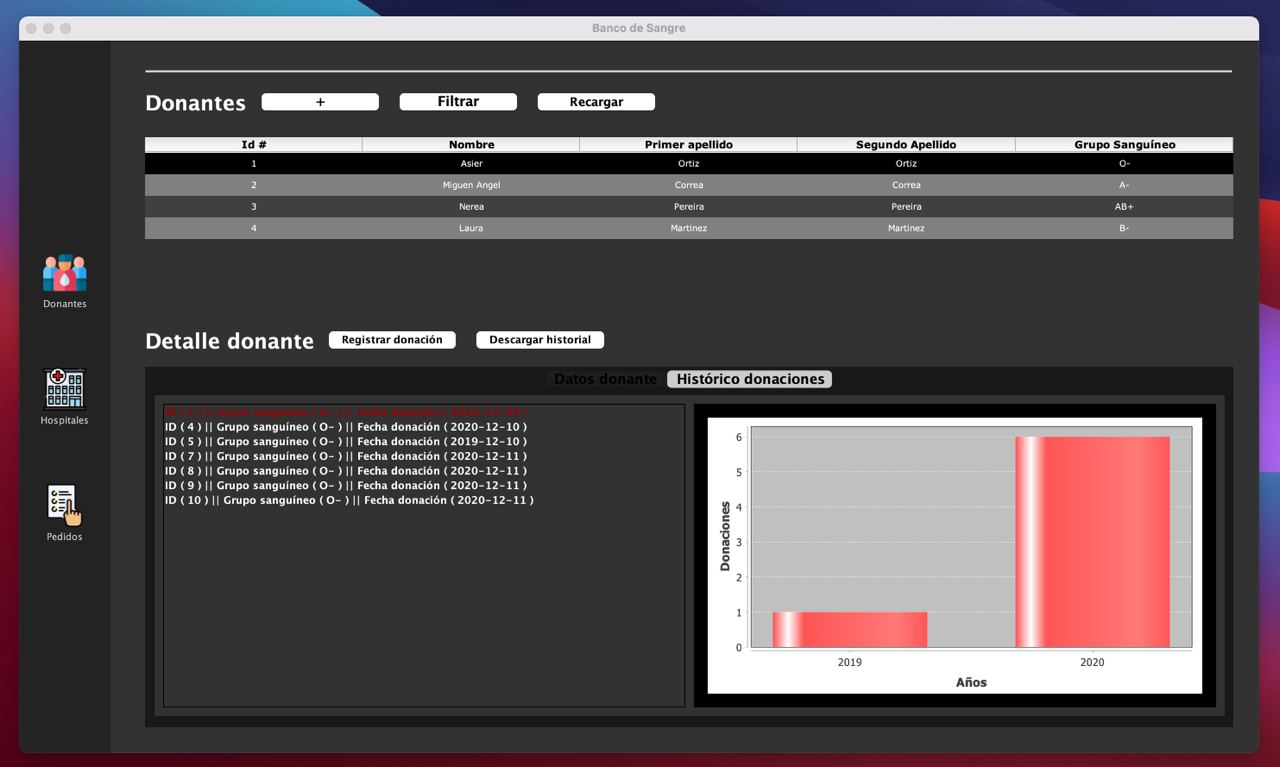 Banco de Sangre
Donantes + Filtrar Recargar
Id # Nombre Primer apellido Segundo Apellido Grupo Sanguíneo
1 Asier Ortiz Ortiz O-
2 Miguen Angel Correa Correa A-
3 Nerea Pereira Pereira AB+
4 Laura Martinez Martinez B-
Donantes
Hospitales
Pedidos
Detalle donante Registrar donación Descargar historial
Datos donante Histórico donaciones
|| Grupo sanguíneo ( O- ) || Fecha donación
ID ( 4 ) || Grupo sanguíneo ( O- ) || Fecha donación ( 2020-12-10 )
ID ( 5 ) || Grupo sanguíneo ( O- ) || Fecha donación ( 2019-12-10 )
ID ( 7 ) || Grupo sanguíneo ( O- ) || Fecha donación ( 2020-12-11 )
ID ( 8 ) || Grupo sanguíneo ( O- ) || Fecha donación ( 2020-12-11 )
ID ( 9 ) || Grupo sanguíneo ( O- ) || Fecha donación ( 2020-12-11 )
ID ( 10 ) || Grupo sanguíneo ( O- ) || Fecha donación ( 2020-12-11 )
Donaciones
6
5
4
3
2
1
0
2019 2020
Años